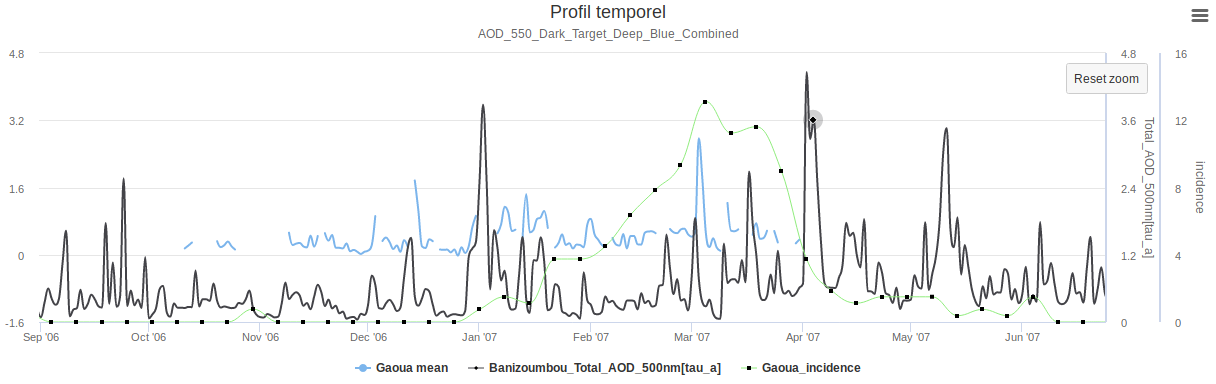 Profil temporel
AOD_550_Dark_Target_Deep_Blue_Combined
Reset zoom
4.8
3.2
1.6
0
-1.6
4.8
3.6
2.4
1.2
0
Total_AOD_500nm[tau_a]
16
12
8
4
0
incidence
Sep '06 Oct '06 Nov '06 Dec '06 Jan '07 Feb '07 Mar '07 Apr '07 May '07 Jun '07
Gaoua mean Banizoumbou_Total_AOD_500nm[tau_a] Gaoua_incidence